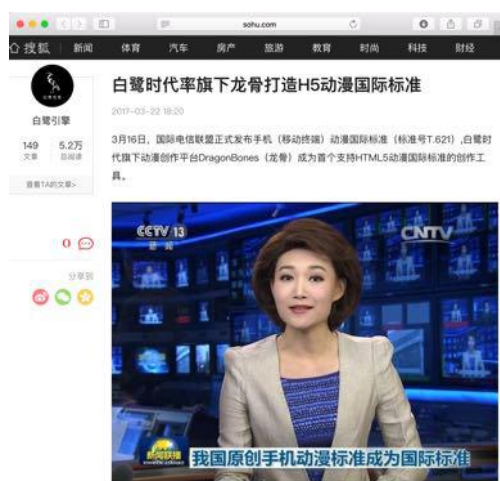 sohu.com
搜狐 新闻 体育 汽车 房产 旅游 教育 时尚 科技 财经
白鹭引擎
149 5.2万
文章 总阅读
查看TA的文章>
0
分享到
白鹭时代率旗下龙骨打造H5动漫国际标准
2017-03-22 18:20
3月16日，国际电信联盟正式发布手机（移动终端）动漫国际标准（标准号T.621）,白鹭时
代旗下动漫创作平台DragonBones（龙骨）成为首个支持HTML5动漫国际标准的创作工
具。
CCTV 13
新闻
CNTV
新闻联播
我国原创手机动漫标准成为国际标准